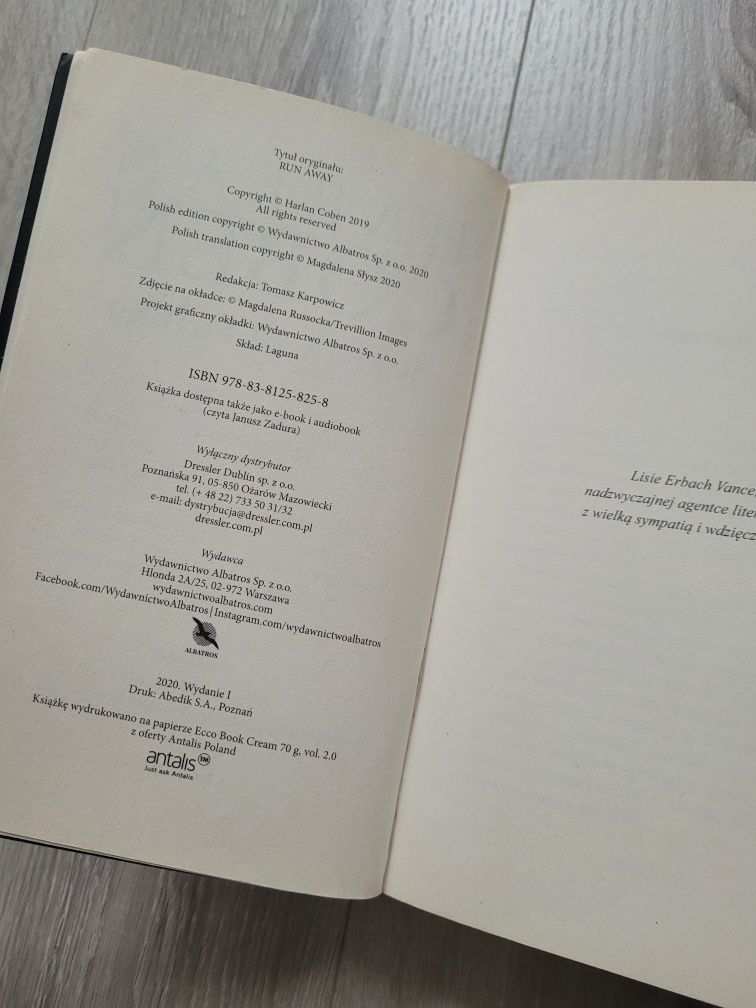 Tytuł oryginału:
RUN AWAY
Copyright © Harlan Coben 2019
All rights reserved
Polish edition copyright © Wydawnictwo Albatros Sp. z o.o. 2020
Polish translation copyright © Magdalena Słysz 2020
Redakcja: Tomasz Karpowicz
Zdjęcie na okładce: © Magdalena Russocka/Trevillion Images
Projekt graficzny okładki: Wydawnictwo Albatros Sp. z o.o.
Skład: Laguna
ISBN 978-83-8125-825-8
Książka dostępna także jako e-book i audiobook
(czyta Janusz Zadura)
Wyłączny dystrybutor
Dressler Dublin sp. z o.o.
Poznańska 91, 05-850 Ożarów Mazowiecki
tel. (+ 48 22) 733 50 31/32
e-mail: dystrybucja@dressler.com.pl
dressler.com.pl
Wydawca
Wydawnictwo Albatros Sp. z o.o.
Hlonda 2A/25, 02-972 Warszawa
wydawnictwoalbatros.com
Facebook.com/WydawnictwoAlbatros | Instagram.com/wydawnictwoalbatros
ALBATROS
2020. Wydanie I
Druk: Abedik S.A., Poznań
Książkę wydrukowano na papierze Ecco Book Cream 70 g, vol. 2.0
z oferty Antalis Poland
antalis™
Just ask Antalis
Lisie Erbach Vance,
nadzwyczajnej agentce liter
z wielką sympatią i wdzięcz